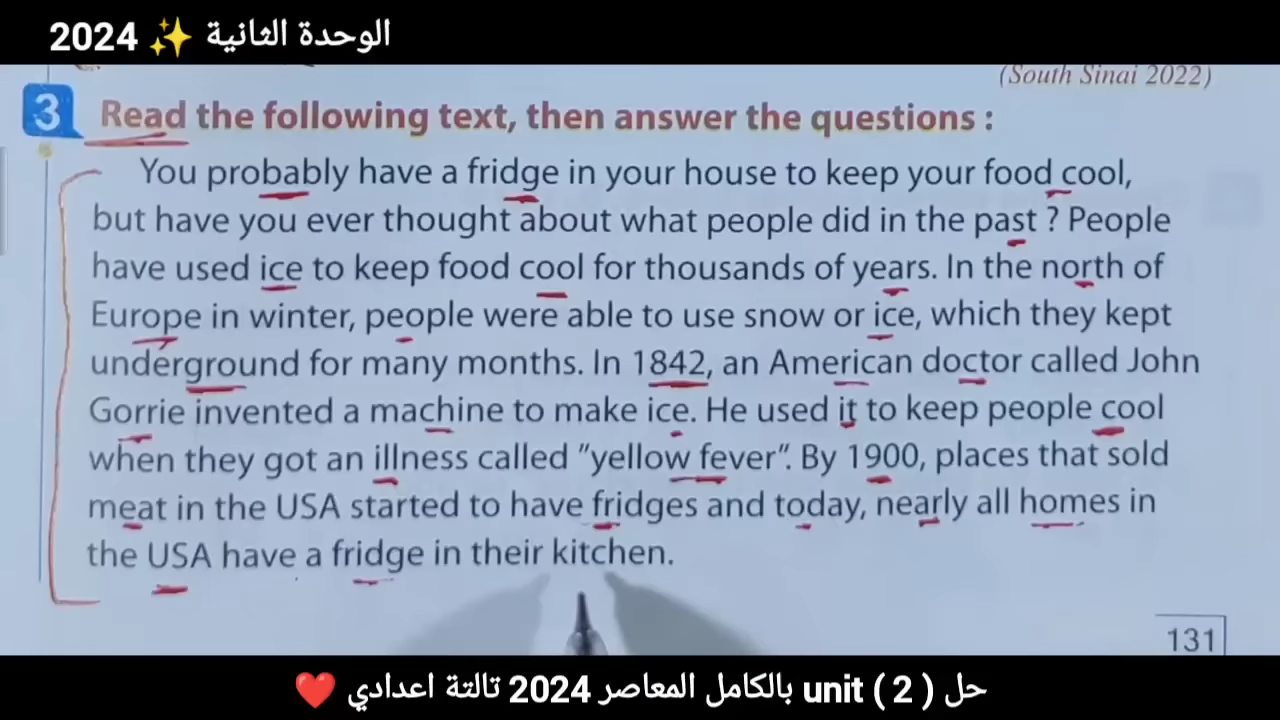 الوحدة الثانية ✨ 2024
(South Sinai 2022)
3 Read the following text, then answer the questions :
You probably have a fridge in your house to keep your food cool,
but have you ever thought about what people did in the past ? People
have used ice to keep food cool for thousands of years. In the north of
Europe in winter, people were able to use snow or ice, which they kept
underground for many months. In 1842, an American doctor called John
Gorrie invented a machine to make ice. He used it to keep people cool
when they got an illness called "yellow fever". By 1900, places that sold
meat in the USA started to have fridges and today, nearly all homes in
the USA have a fridge in their kitchen.
131
حل unit ( 2 ) بالكامل المعاصر 2024 تالتة اعدادي ❤️